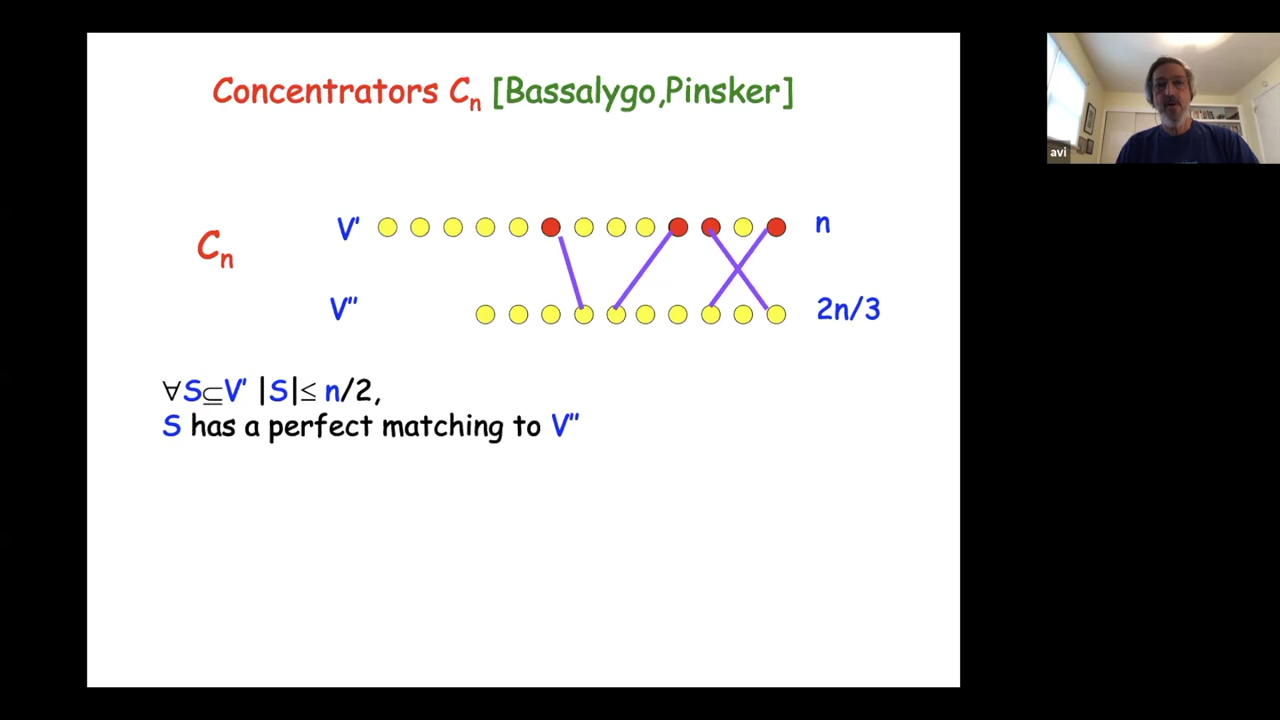 Concentrators Cn [Bassalygo,Pinsker]
avi
V' n
Cn
V'' 2n/3
∀S⊆V' |S|≤ n/2,
S has a perfect matching to V''